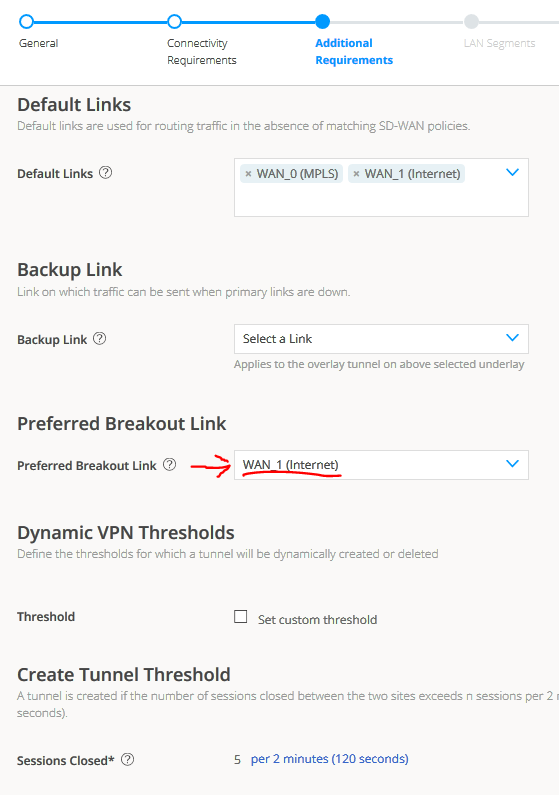 General
Connectivity
Requirements
Additional
Requirements
LAN Segments
Default Links
Default links are used for routing traffic in the absence of matching SD-WAN policies.
Default Links ?
× WAN_0 (MPLS) × WAN_1 (Internet)
Backup Link
Link on which traffic can be sent when primary links are down.
Backup Link ? Select a Link
Applies to the overlay tunnel on above selected underlay
Preferred Breakout Link
Preferred Breakout Link ? WAN_1 (Internet)
Dynamic VPN Thresholds
Define the thresholds for which a tunnel will be dynamically created or deleted
Threshold Set custom threshold
Create Tunnel Threshold
A tunnel is created if the number of sessions closed between the two sites exceeds n sessions per 2
seconds).
Sessions Closed* ? 5 per 2 minutes (120 seconds)